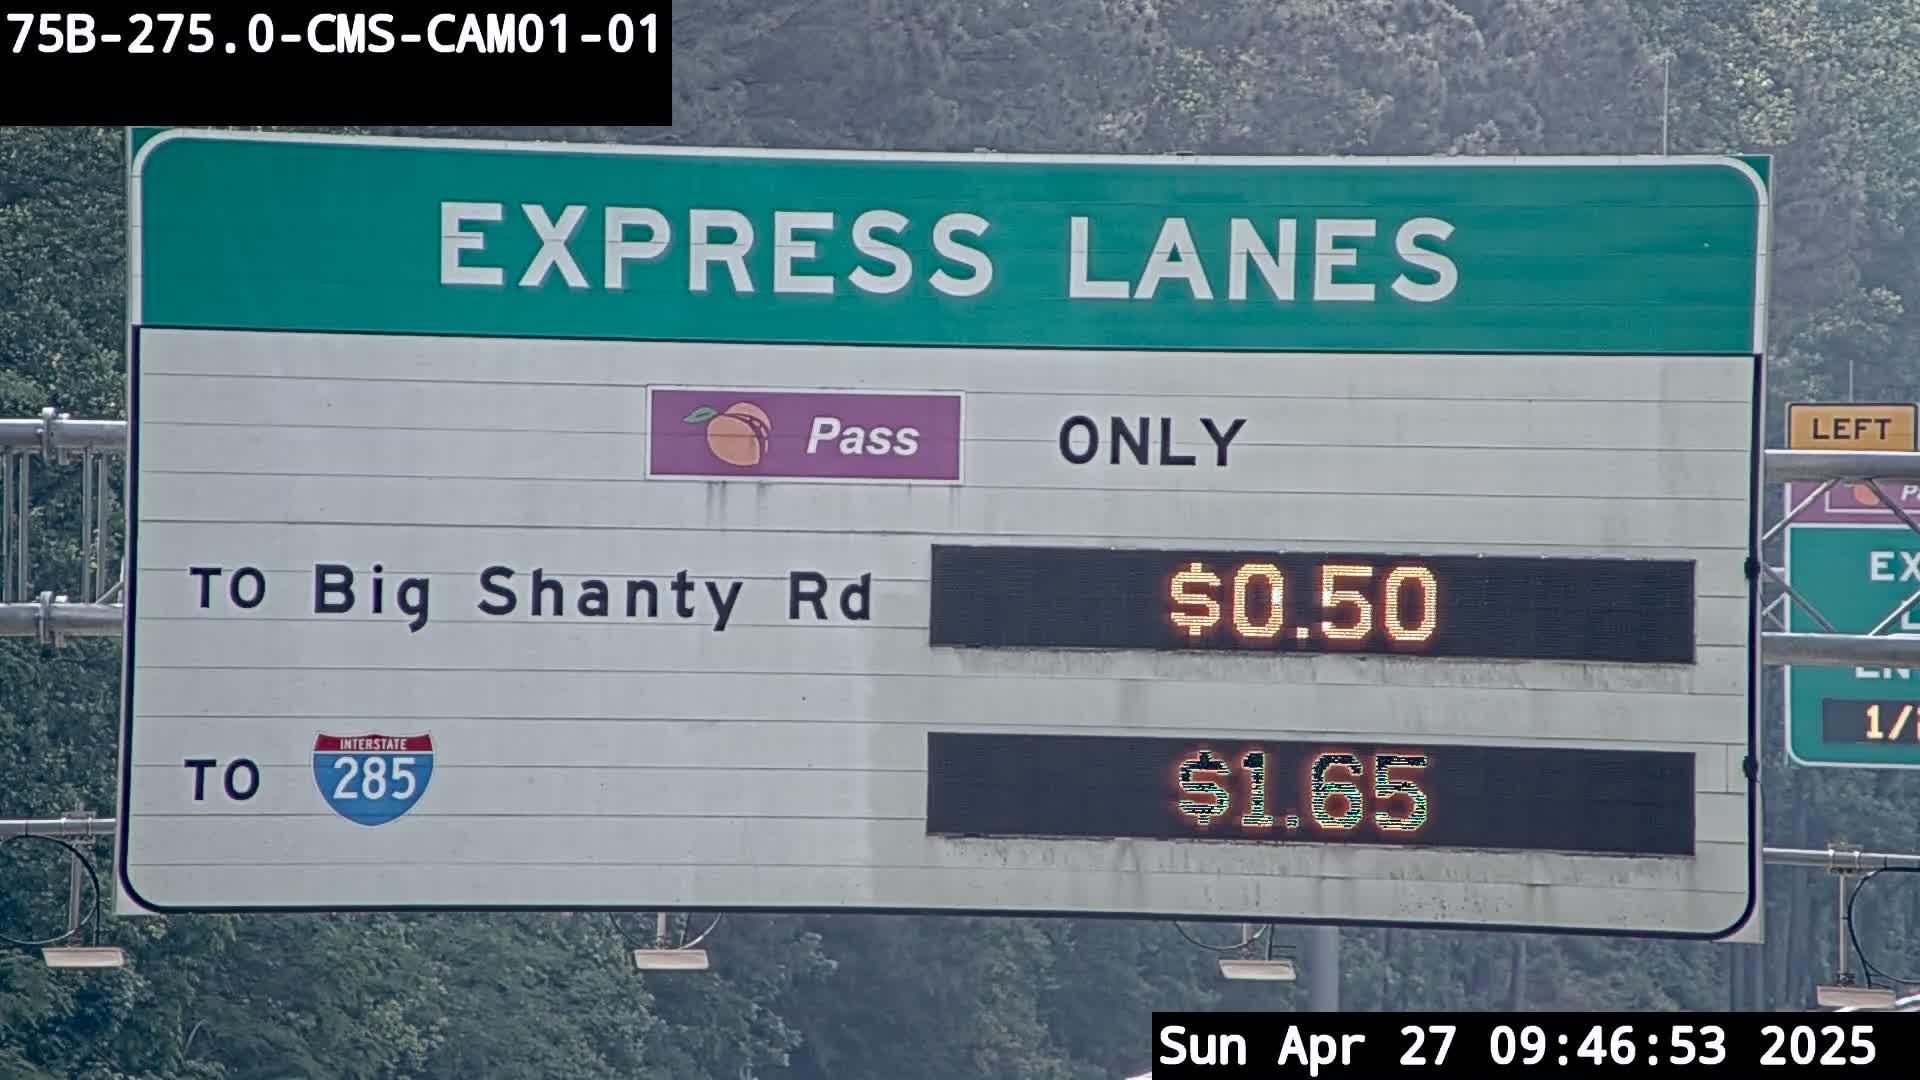 75B-275.0-CMS-CAM01-01
EXPRESS LANES
Pass ONLY
LEFT
TO Big Shanty Rd $0.50
TO INTERSTATE 285 $1.65
Sun Apr 27 09:46:53 2025